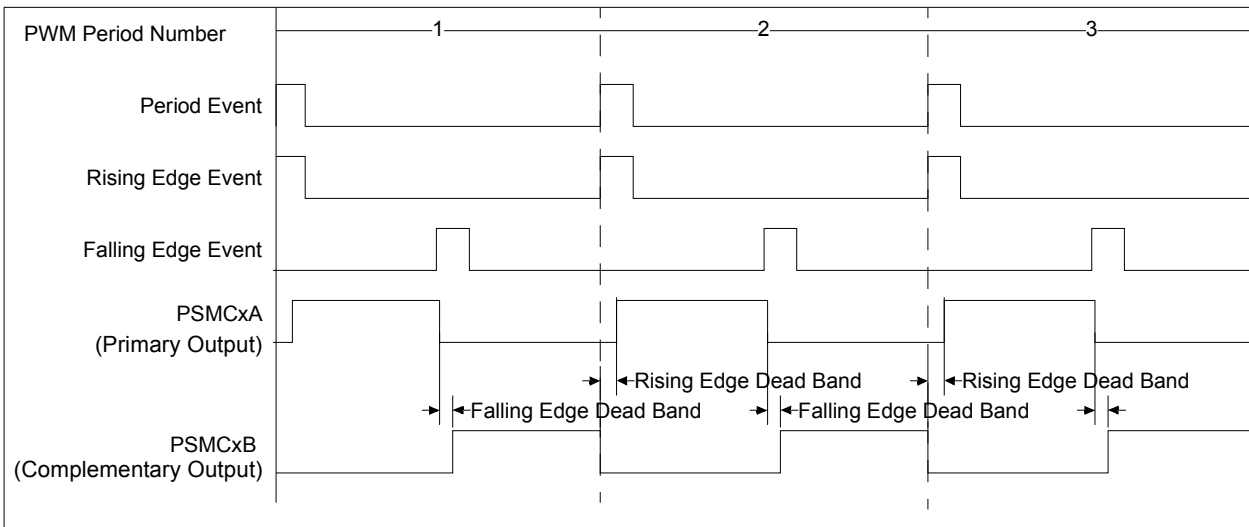 PWM Period Number
1
2
3
Period Event
Rising Edge Event
Falling Edge Event
PSMCxA
(Primary Output)
Rising Edge Dead Band
Rising Edge Dead Band
Falling Edge Dead Band
Falling Edge Dead Band
PSMCxB
(Complementary Output)